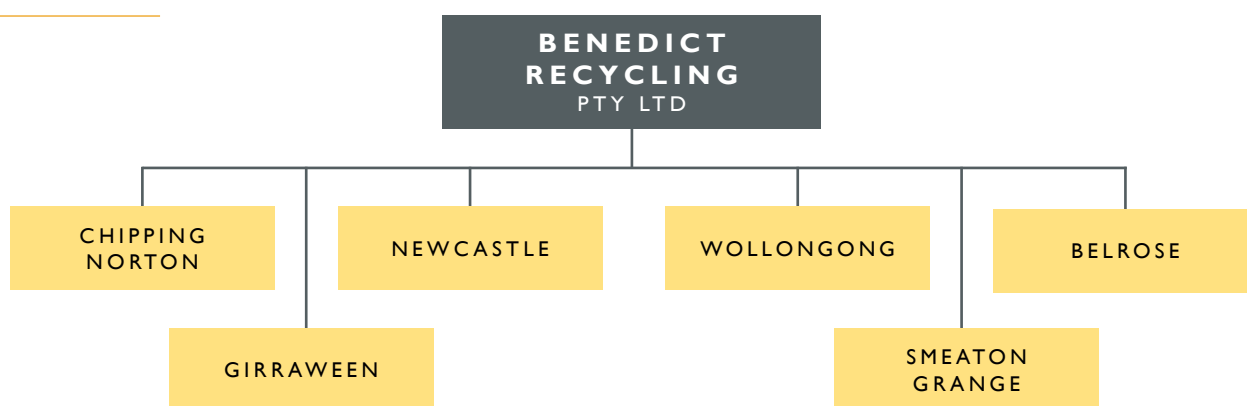 BENEDICT
RECYCLING
PTY LTD
CHIPPING
NORTON
NEWCASTLE
WOLLONGONG
BELROSE
GIRRAWEEN
SMEATON
GRANGE